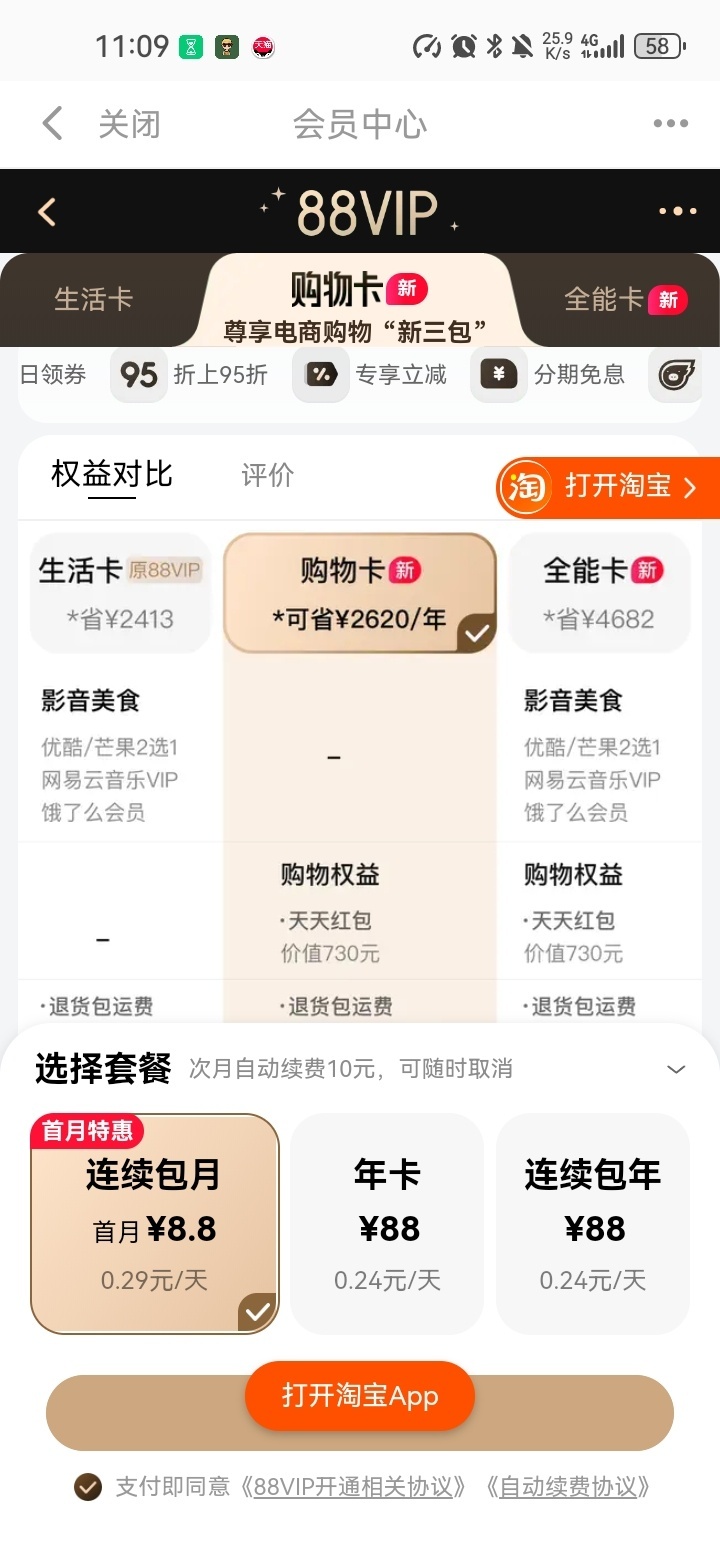 11:09
天猫
25.9 K/s 4G 58
关闭 会员中心
88VIP
生活卡 购物卡 新 全能卡 新
尊享电商购物“新三包”
日领券 95 折上95折 % 专享立减 ¥ 分期免息
权益对比 评价
淘 打开淘宝
生活卡 原88VIP 购物卡 新 全能卡 新
*省¥2413 *可省¥2620/年 *省¥4682
影音美食 影音美食
优酷/芒果2选1 - 优酷/芒果2选1
网易云音乐VIP 网易云音乐VIP
饿了么会员 饿了么会员
购物权益 购物权益
- ·天天红包 ·天天红包
价值730元 价值730元
·退货包运费 ·退货包运费 ·退货包运费
选择套餐 次月自动续费10元，可随时取消
首月特惠
连续包月 年卡 连续包年
首月¥8.8 ¥88 ¥88
0.29元/天 0.24元/天 0.24元/天
打开淘宝App
支付即同意《88VIP开通相关协议》《自动续费协议》